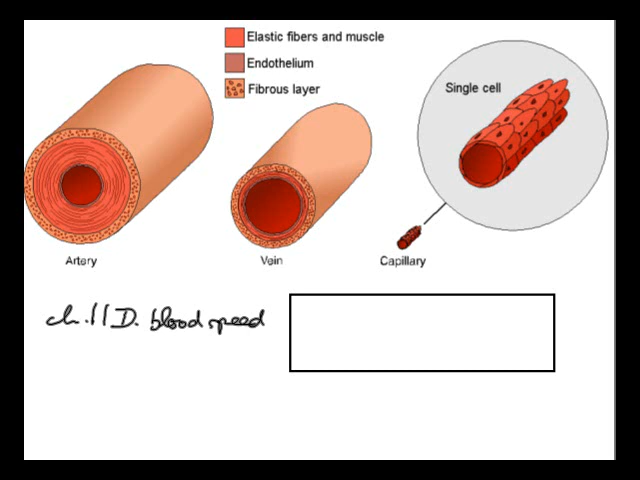 Elastic fibers and muscle
Endothelium
Fibrous layer
Single cell
Artery
Vein
Capillary
ch. 11 D. blood speed